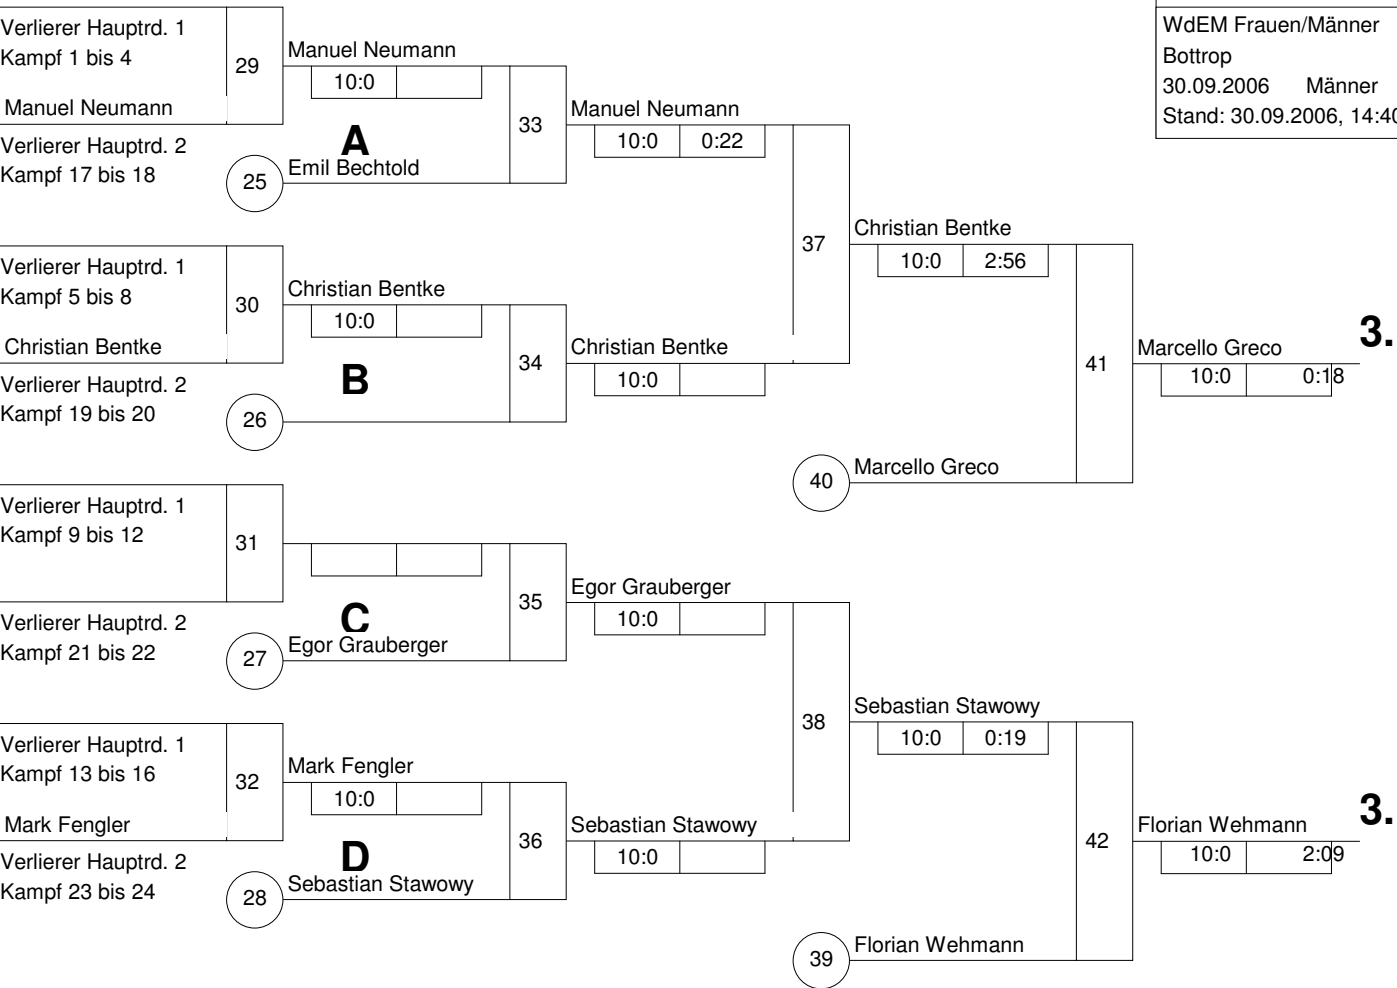 WdEM Frauen/Männer
Bottrop
30.09.2006 Männer
Stand: 30.09.2006, 14:40
Verlierer Hauptrd. 1
Kampf 1 bis 4
29
Manuel Neumann
10:0
Manuel Neumann
Verlierer Hauptrd. 2
Kampf 17 bis 18
A
25
Emil Bechtold
33
Manuel Neumann
10:0 0:22
Verlierer Hauptrd. 1
Kampf 5 bis 8
30
Christian Bentke
10:0
Christian Bentke
Verlierer Hauptrd. 2
Kampf 19 bis 20
B
26
34
Christian Bentke
10:0
37
Christian Bentke
10:0 2:56
40
Marcello Greco
41
Marcello Greco
10:0 0:18
3.
Verlierer Hauptrd. 1
Kampf 9 bis 12
31
Verlierer Hauptrd. 2
Kampf 21 bis 22
C
27
Egor Grauberger
35
Egor Grauberger
10:0
Verlierer Hauptrd. 1
Kampf 13 bis 16
32
Mark Fengler
10:0
Mark Fengler
Verlierer Hauptrd. 2
Kampf 23 bis 24
D
28
Sebastian Stawowy
36
Sebastian Stawowy
10:0
38
Sebastian Stawowy
10:0 0:19
39
Florian Wehmann
42
Florian Wehmann
10:0 2:09
3.